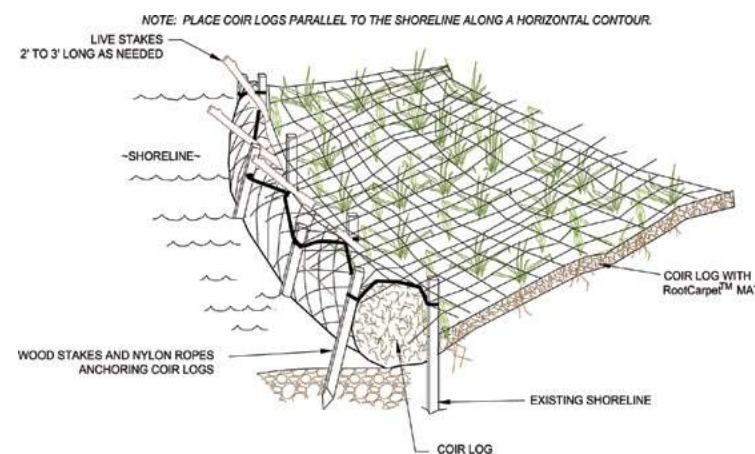 NOTE: PLACE COIR LOGS PARALLEL TO THE SHORELINE ALONG A HORIZONTAL CONTOUR.
LIVE STAKES
2' TO 3' LONG AS NEEDED
~SHORELINE~
COIR LOG WITH
RootCarpet™ MA
WOOD STAKES AND NYLON ROPES
ANCHORING COIR LOGS
EXISTING SHORELINE
COIR LOG